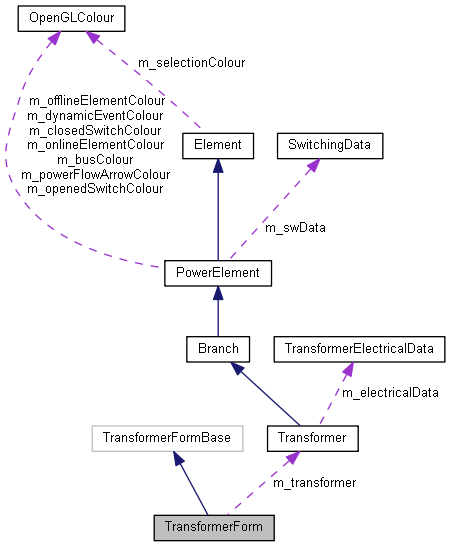 OpenGLColour
m_selectionColour
m_offlineElementColour
m_dynamicEventColour
m_closedSwitchColour
m_onlineElementColour
m_busColour
m_powerFlowArrowColour
m_openedSwitchColour
Element
SwitchingData
m_swData
PowerElement
Branch
TransformerElectricalData
m_electricalData
TransformerFormBase
Transformer
m_transformer
TransformerForm